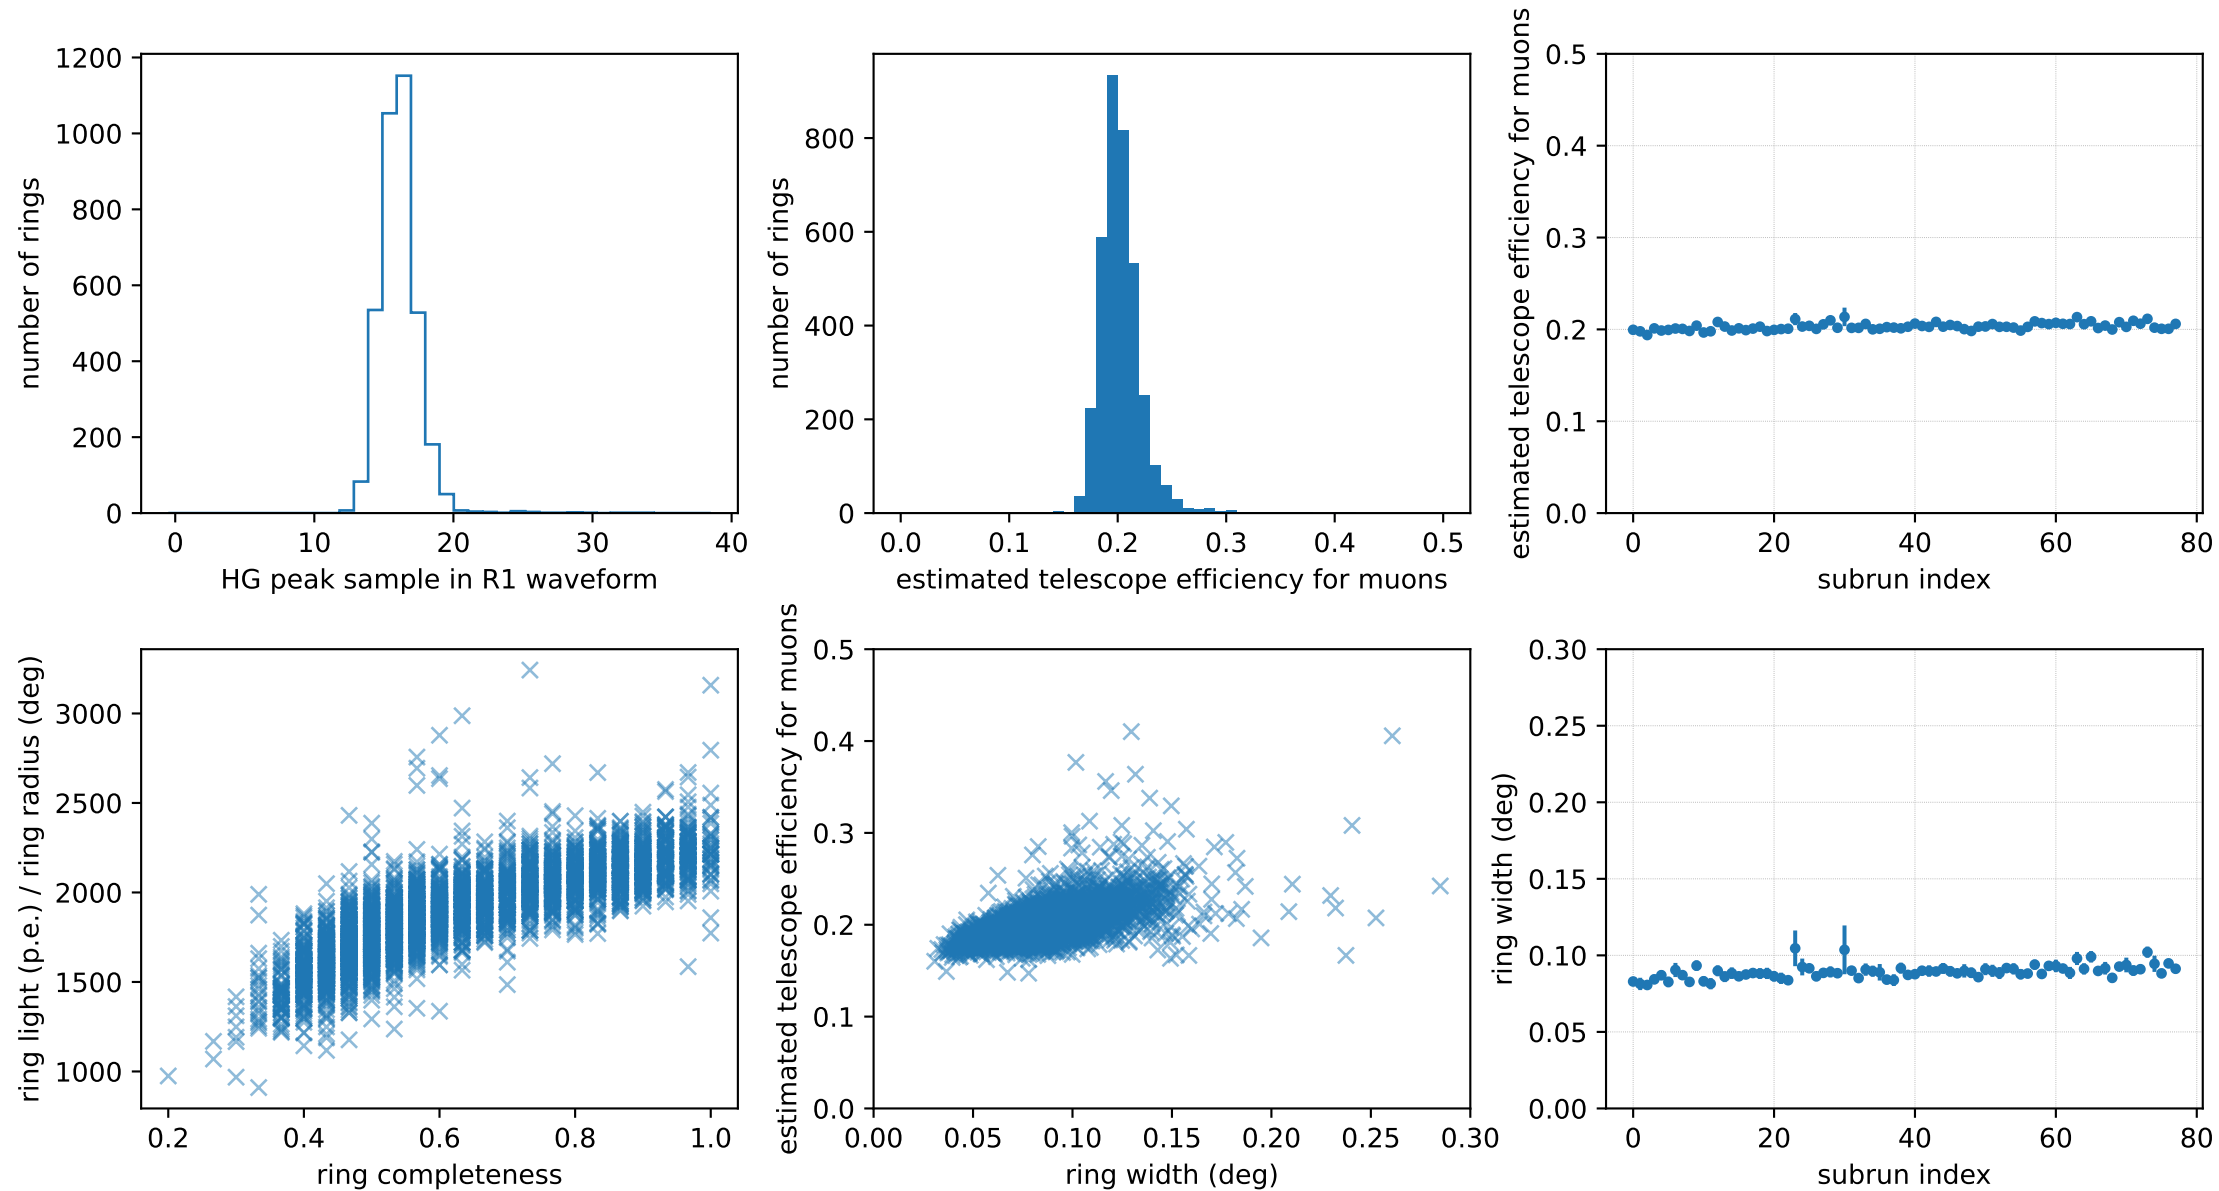 1200
1000
800
600
400
200
0
number of rings
0 10 20 30 40
HG peak sample in R1 waveform
800
600
400
200
0
number of rings
0.0 0.1 0.2 0.3 0.4 0.5
estimated telescope efficiency for muons
0.5
0.4
0.3
0.2
0.1
0.0
estimated telescope efficiency for muons
0 20 40 60 80
subrun index
3000
2500
2000
1500
1000
ring light (p.e.) / ring radius (deg)
0.2 0.4 0.6 0.8 1.0
ring completeness
0.5
0.4
0.3
0.2
0.1
0.0
estimated telescope efficiency for muons
0.00 0.05 0.10 0.15 0.20 0.25 0.30
ring width (deg)
0.30
0.25
0.20
0.15
0.10
0.05
0.00
ring width (deg)
0 20 40 60 80
subrun index